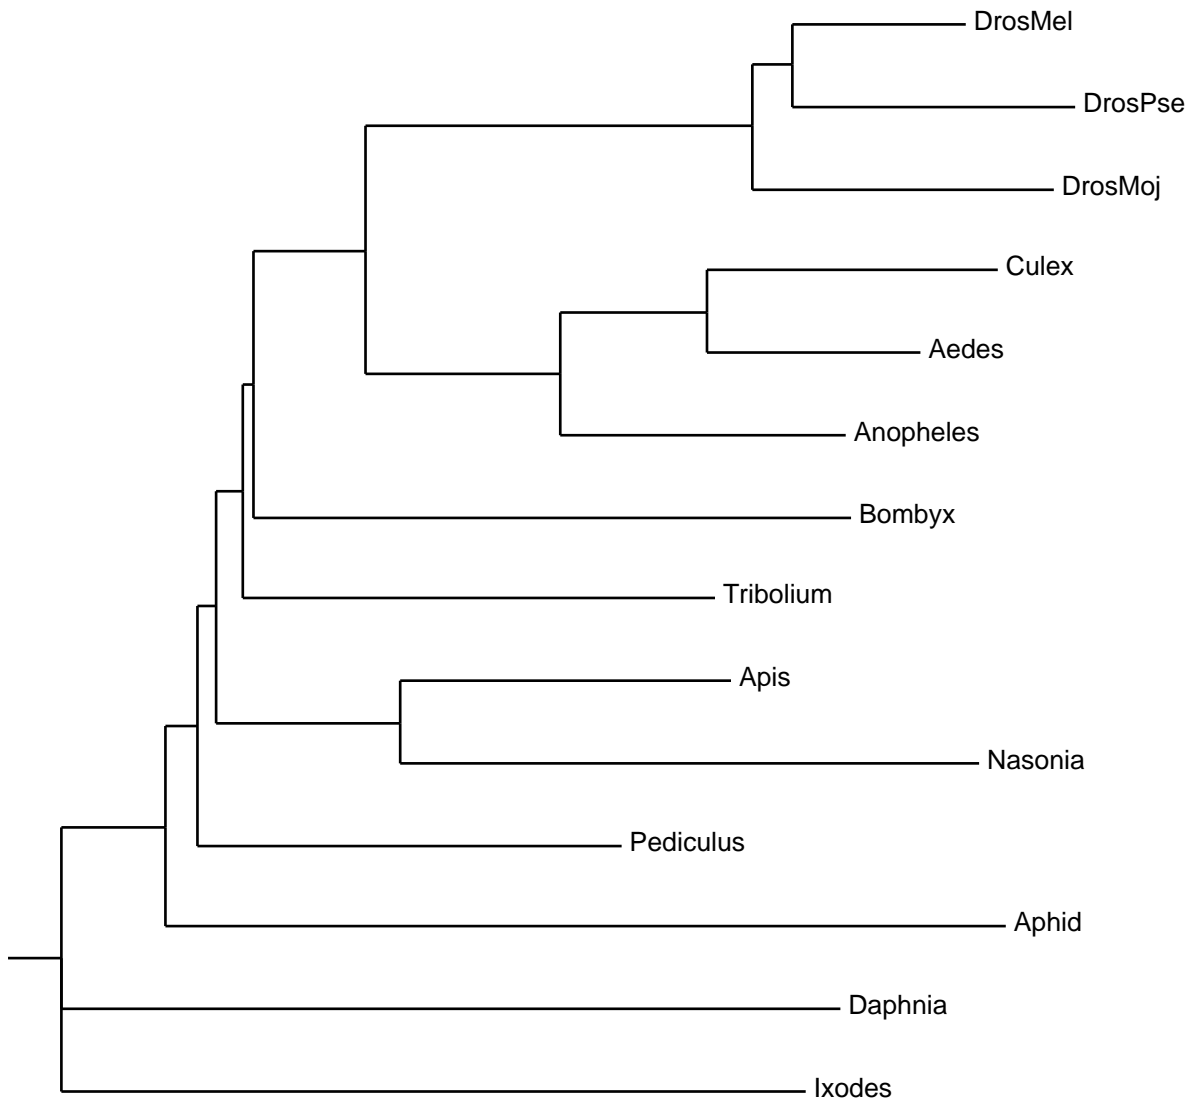 DrosMel
DrosPse
DrosMoj
Culex
Aedes
Anopheles
Bombyx
Tribolium
Apis
Nasonia
Pediculus
Aphid
Daphnia
Ixodes